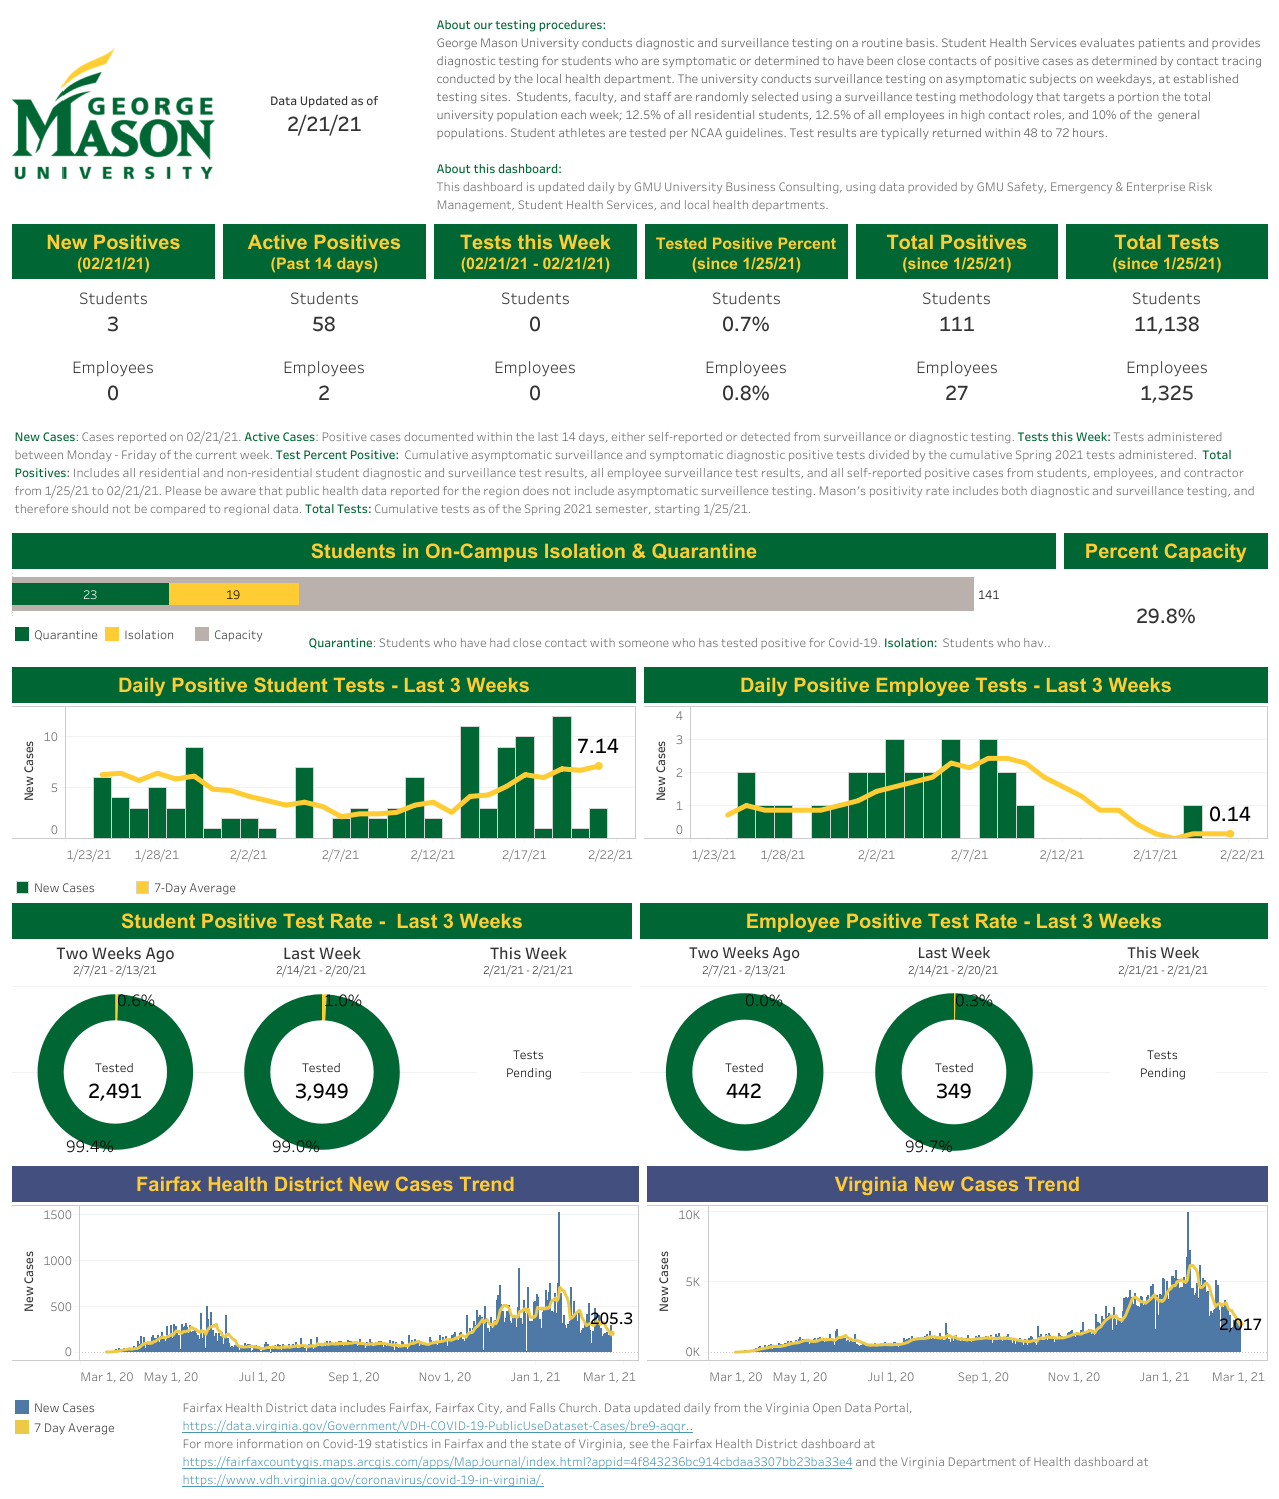 GEORGE
MASON
UNIVERSITY
Data Updated as of
2/21/21
About our testing procedures:
George Mason University conducts diagnostic and surveillance testing on a routine basis. Student Health Services evaluates patients and provides
diagnostic testing for students who are symptomatic or determined to have been close contacts of positive cases as determined by contact tracing
conducted by the local health department. The university conducts surveillance testing on asymptomatic subjects on weekdays, at established
testing sites.  Students, faculty, and staff are randomly selected using a surveillance testing methodology that targets a portion the total
university population each week; 12.5% of all residential students, 12.5% of all employees in high contact roles, and 10% of the  general
populations. Student athletes are tested per NCAA guidelines. Test results are typically returned within 48 to 72 hours.
About this dashboard:
This dashboard is updated daily by GMU University Business Consulting, using data provided by GMU Safety, Emergency & Enterprise Risk
Management, Student Health Services, and local health departments.
New Positives
(02/21/21)
Students
3
Employees
0
Active Positives
(Past 14 days)
Students
58
Employees
2
Tests this Week
(02/21/21 - 02/21/21)
Students
0
Employees
0
Tested Positive Percent
(since 1/25/21)
Students
0.7%
Employees
0.8%
Total Positives
(since 1/25/21)
Students
111
Employees
27
Total Tests
(since 1/25/21)
Students
11,138
Employees
1,325
New Cases: Cases reported on 02/21/21. Active Cases: Positive cases documented within the last 14 days, either self-reported or detected from surveillance or diagnostic testing. Tests this Week: Tests administered
between Monday - Friday of the current week. Test Percent Positive:  Cumulative asymptomatic surveillance and symptomatic diagnostic positive tests divided by the cumulative Spring 2021 tests administered.  Total
Positives: Includes all residential and non-residential student diagnostic and surveillance test results, all employee surveillance test results, and all self-reported positive cases from students, employees, and contractor
from 1/25/21 to 02/21/21. Please be aware that public health data reported for the region does not include asymptomatic surveillence testing. Mason's positivity rate includes both diagnostic and surveillance testing, and
therefore should not be compared to regional data. Total Tests: Cumulative tests as of the Spring 2021 semester, starting 1/25/21.
Students in On-Campus Isolation & Quarantine
23
19
141
Quarantine
Isolation
Capacity
Quarantine: Students who have had close contact with someone who has tested positive for Covid-19. Isolation:  Students who hav..
Percent Capacity
29.8%
Daily Positive Student Tests - Last 3 Weeks
New Cases
10
5
0
7.14
1/23/21 1/28/21 2/2/21 2/7/21 2/12/21 2/17/21 2/22/21
Daily Positive Employee Tests - Last 3 Weeks
New Cases
4
3
2
1
0
0.14
1/23/21 1/28/21 2/2/21 2/7/21 2/12/21 2/17/21 2/22/21
New Cases
7-Day Average
Student Positive Test Rate -  Last 3 Weeks
Two Weeks Ago
2/7/21 - 2/13/21
0.6%
Tested
2,491
99.4%
Last Week
2/14/21 - 2/20/21
1.0%
Tested
3,949
99.0%
This Week
2/21/21 - 2/21/21
Tests
Pending
Employee Positive Test Rate - Last 3 Weeks
Two Weeks Ago
2/7/21 - 2/13/21
0.0%
Tested
442
Last Week
2/14/21 - 2/20/21
0.3%
Tested
349
99.7%
This Week
2/21/21 - 2/21/21
Tests
Pending
Fairfax Health District New Cases Trend
New Cases
1500
1000
500
0
205.3
Mar 1, 20 May 1, 20 Jul 1, 20 Sep 1, 20 Nov 1, 20 Jan 1, 21 Mar 1, 21
Virginia New Cases Trend
New Cases
10K
5K
0K
2,017
Mar 1, 20 May 1, 20 Jul 1, 20 Sep 1, 20 Nov 1, 20 Jan 1, 21 Mar 1, 21
New Cases
7 Day Average
Fairfax Health District data includes Fairfax, Fairfax City, and Falls Church. Data updated daily from the Virginia Open Data Portal,
https://data.virginia.gov/Government/VDH-COVID-19-PublicUseDataset-Cases/bre9-aqqr..
For more information on Covid-19 statistics in Fairfax and the state of Virginia, see the Fairfax Health District dashboard at
https://fairfaxcountygis.maps.arcgis.com/apps/MapJournal/index.html?appid=4f843236bc914cbdaa3307bb23ba33e4 and the Virginia Department of Health dashboard at
https://www.vdh.virginia.gov/coronavirus/covid-19-in-virginia/.